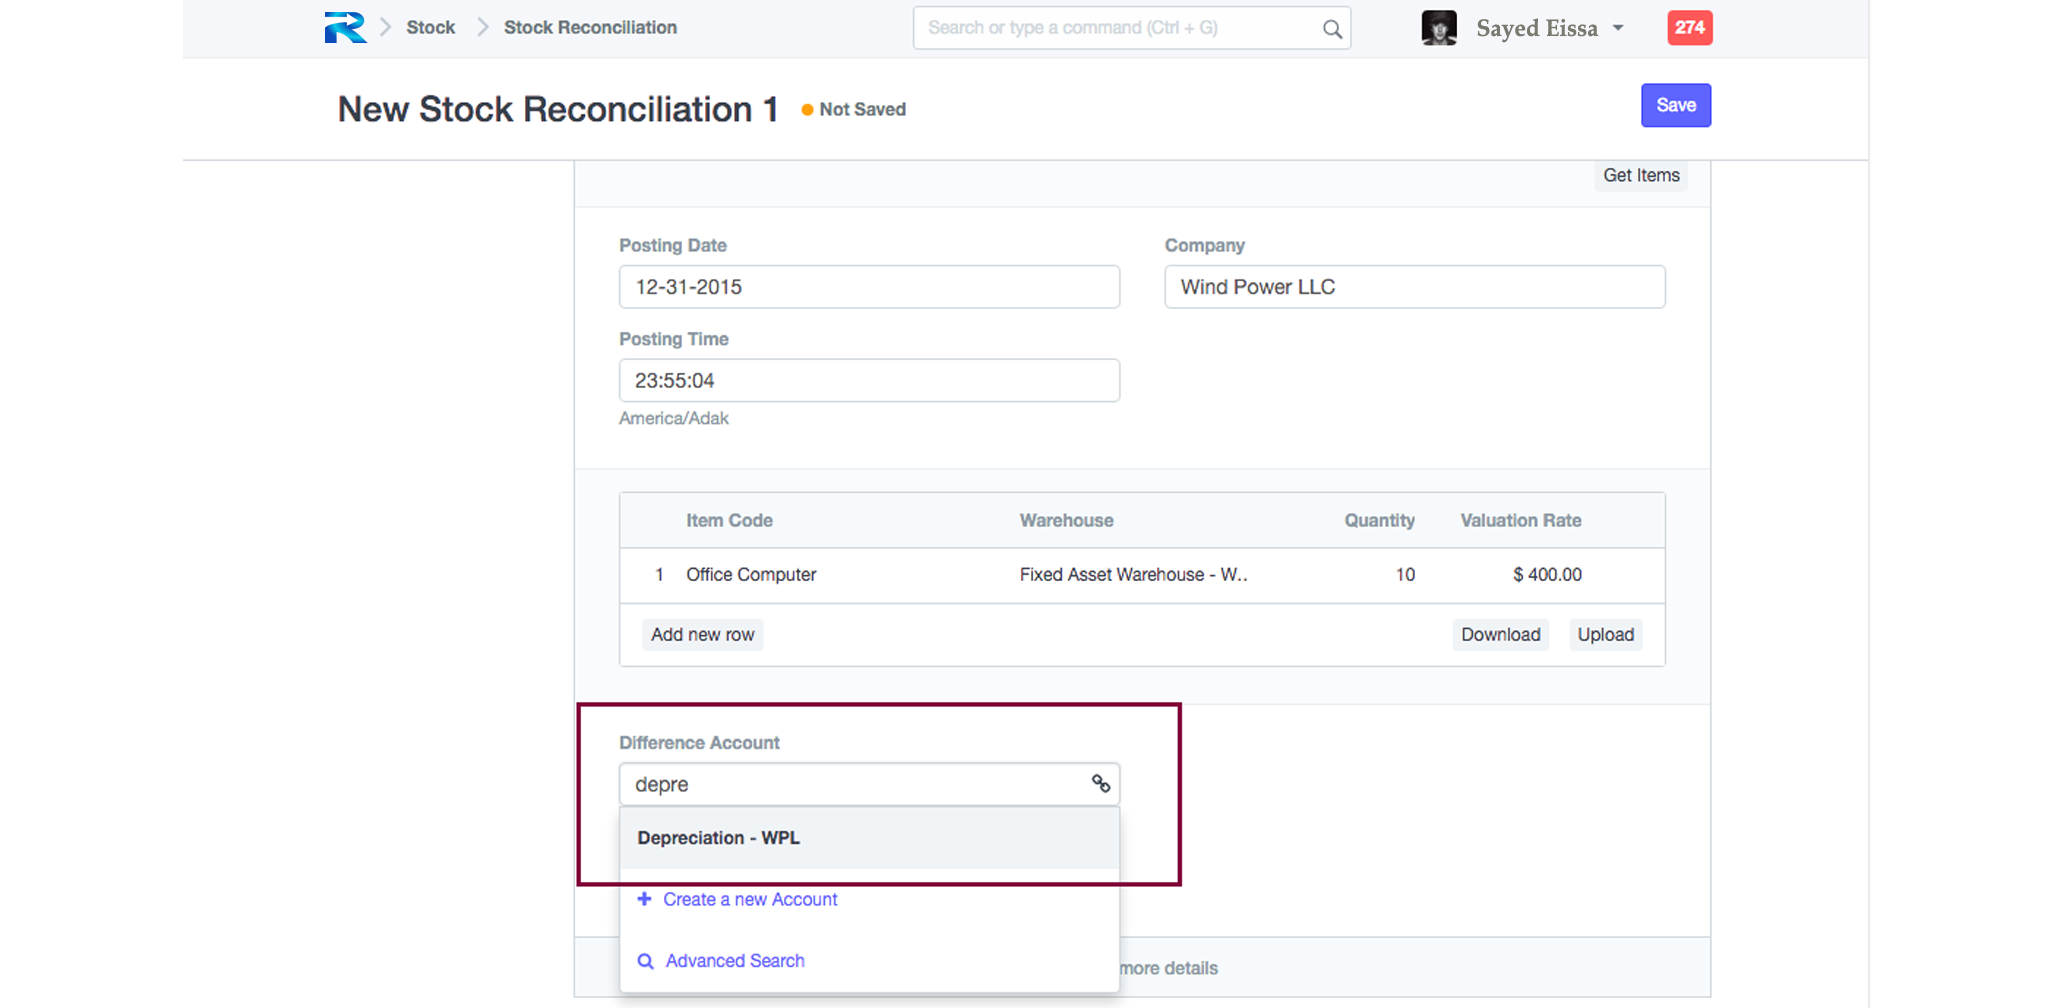 Stock Stock Reconciliation Search or type a command (Ctrl + G) Sayed Eissa 274
New Stock Reconciliation 1 Not Saved Save
Get Items
Posting Date Company
12-31-2015 Wind Power LLC
Posting Time
23:55:04
America/Adak
Item Code Warehouse Quantity Valuation Rate
1 Office Computer Fixed Asset Warehouse - W.. 10 $ 400.00
Add new row Download Upload
Difference Account
depre
Depreciation - WPL
+ Create a new Account
Advanced Search
more details